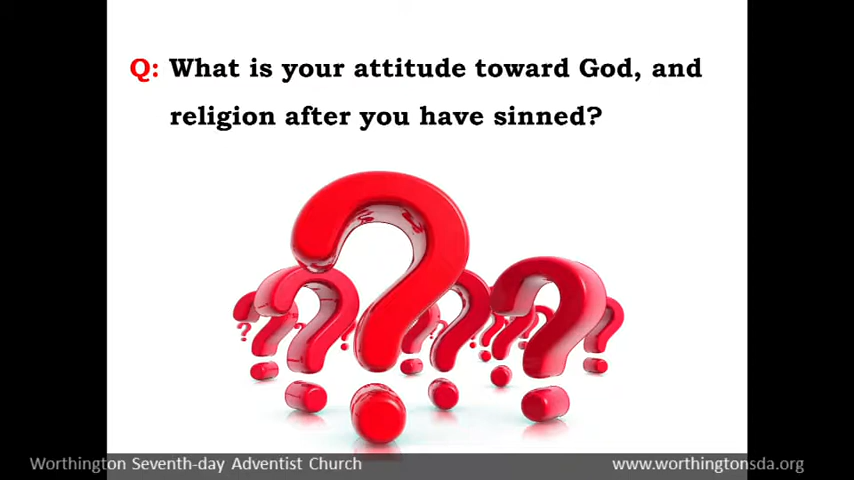 Q: What is your attitude toward God, and
religion after you have sinned?
Worthington Seventh-day Adventist Church
www.worthingtonsda.org